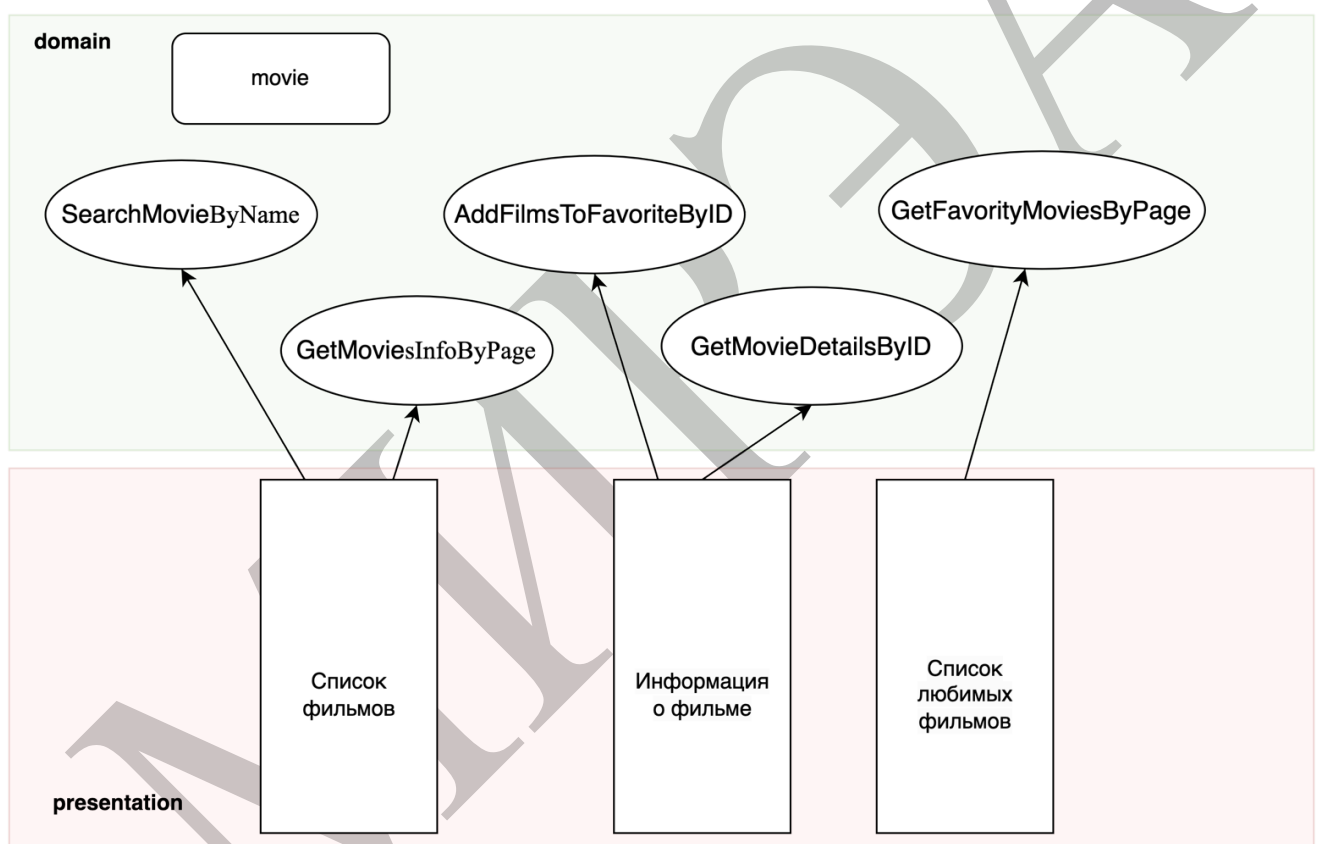 domain
movie
SearchMovieByName
AddFilmsToFavoriteByID
GetFavorityMoviesByPage
GetMoviesInfoByPage
GetMovieDetailsByID
Список
фильмов
Информация
о фильме
Список
любимых
фильмов
presentation